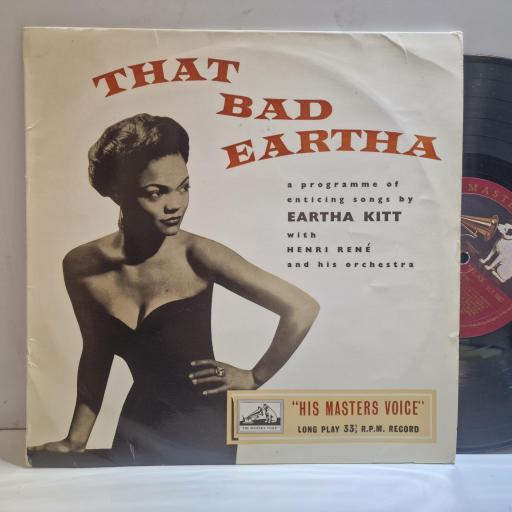 THAT
BAD
EARTHA
a programme of
enticing songs by
EARTHA KITT
with
HENRI RENÉ
and his orchestra
"HIS MASTERS VOICE"
LONG PLAY 33⅓ R.P.M. RECORD